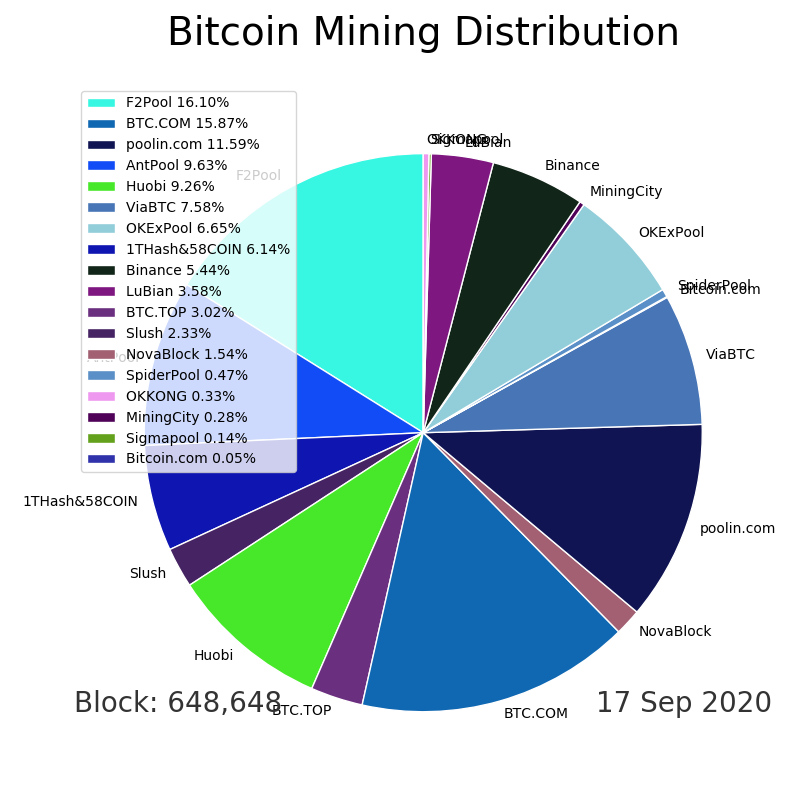 Bitcoin Mining Distribution
F2Pool 16.10%
BTC.COM 15.87%
poolin.com 11.59%
AntPool 9.63%
Huobi 9.26%
ViaBTC 7.58%
OKExPool 6.65%
1THash&58COIN 6.14%
Binance 5.44%
LuBian 3.58%
BTC.TOP 3.02%
Slush 2.33%
NovaBlock 1.54%
SpiderPool 0.47%
OKKONG 0.33%
MiningCity 0.28%
Sigmapool 0.14%
Bitcoin.com 0.05%
F2Pool
AntPool
1THash&58COIN
Slush
Huobi
BTC.TOP
BTC.COM
NovaBlock
poolin.com
ViaBTC
Bitcoin.com
SpiderPool
OKExPool
MiningCity
Binance
LuBian
Sigmapool
OKKONG
Block: 648,648
17 Sep 2020